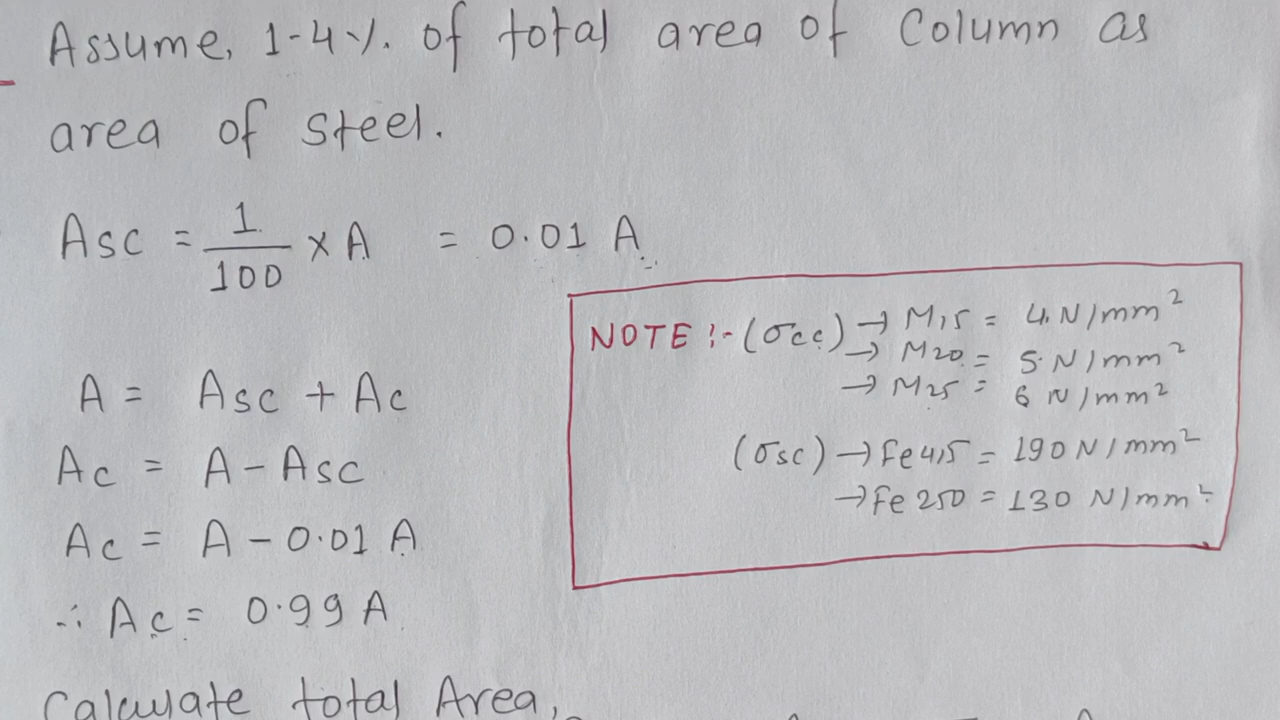 Assume, 1-4%. of total area of Column as
area of steel.
Asc = 1/100 × A = 0.01 A
NOTE :- (σcc) → M15 = 4 N/mm²
→ M20 = 5 N/mm²
→ M25 = 6 N/mm²
(σsc) → Fe415 = 190 N/mm²
→ Fe 250 = 130 N/mm²
A = Asc + Ac
Ac = A - Asc
Ac = A - 0.01 A
∴ Ac = 0.99 A
Calculate total Area,